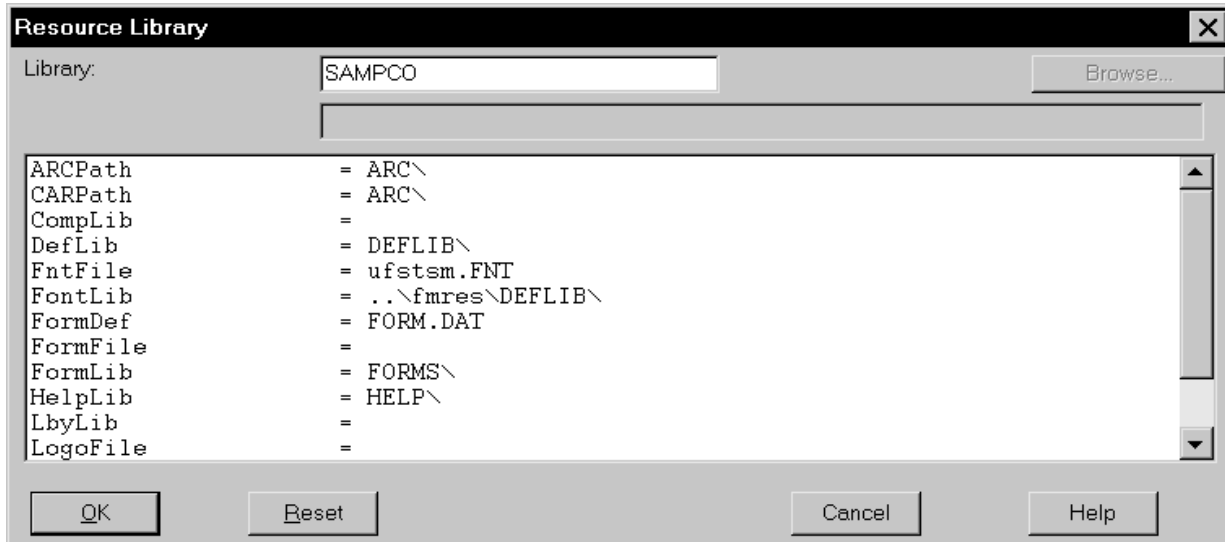 Resource Library
Library: SAMPCO Browse...
ARCPath = ARC\
CARPath = ARC\
CompLib =
DefLib = DEFLIB\
FntFile = ufstsm.FNT
FontLib = ..\fmres\DEFLIB\
FormDef = FORM.DAT
FormFile =
FormLib = FORMS\
HelpLib = HELP\
LbyLib =
LogoFile =
OK Reset Cancel Help